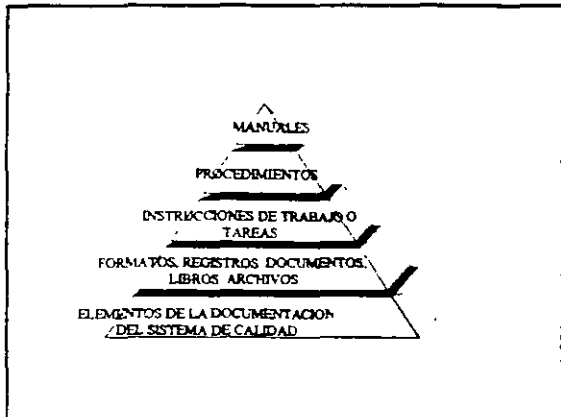 MANUALES
PROCEDIMIENTOS
INSTRUCCIONES DE TRABAJO O
TAREAS
FORMATOS, REGISTROS DOCUMENTOS,
LIBROS ARCHIVOS
ELEMENTOS DE LA DOCUMENTACION
DEL SISTEMA DE CALIDAD